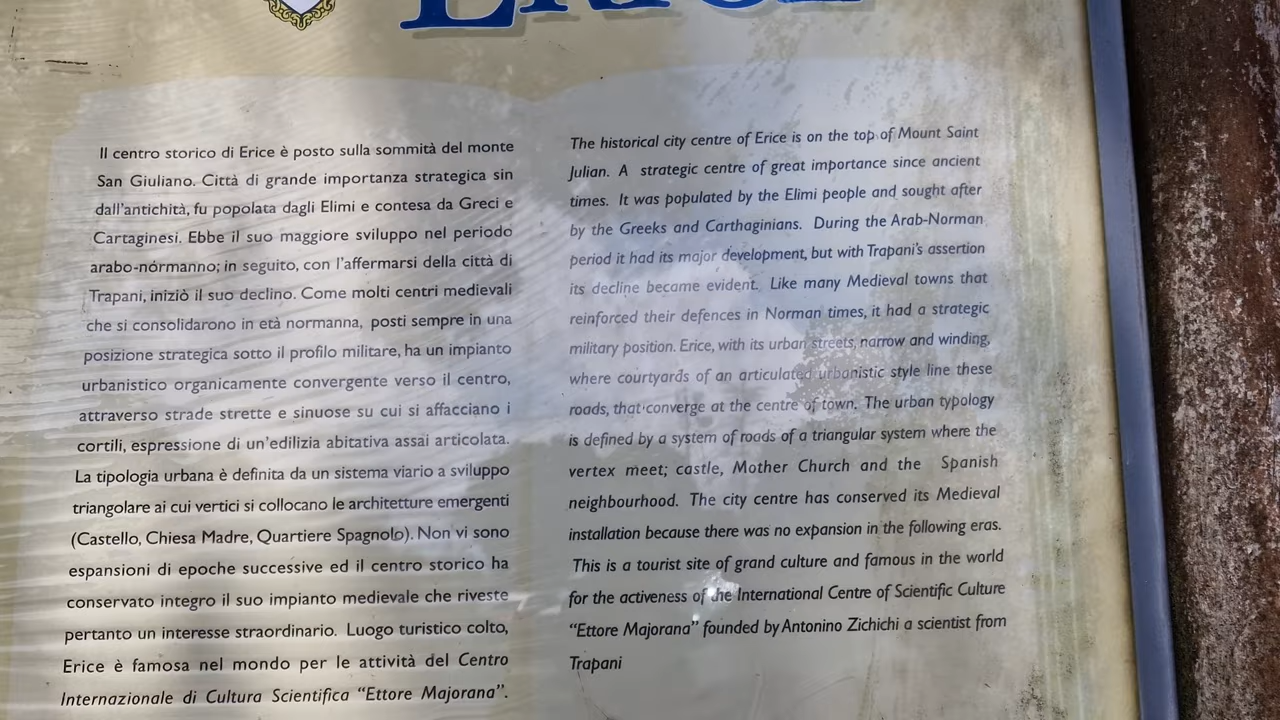 ERICE
Il centro storico di Erice è posto sulla sommità del monte
San Giuliano. Città di grande importanza strategica sin
dall'antichità, fu popolata dagli Elimi e contesa da Greci e
Cartaginesi. Ebbe il suo maggiore sviluppo nel periodo
arabo-normanno; in seguito, con l'affermarsi della città di
Trapani, iniziò il suo declino. Come molti centri medievali
che si consolidarono in età normanna, posti sempre in una
posizione strategica sotto il profilo militare, ha un impianto
urbanistico organicamente convergente verso il centro,
attraverso strade strette e sinuose su cui si affacciano i
cortili, espressione di un'edilizia abitativa assai articolata.
La tipologia urbana è definita da un sistema viario a sviluppo
triangolare ai cui vertici si collocano le architetture emergenti
(Castello, Chiesa Madre, Quartiere Spagnolo). Non vi sono
espansioni di epoche successive ed il centro storico ha
conservato integro il suo impianto medievale che riveste
pertanto un interesse straordinario. Luogo turistico colto,
Erice è famosa nel mondo per le attività del Centro
Internazionale di Cultura Scientifica “Ettore Majorana”.
The historical city centre of Erice is on the top of Mount Saint
Julian. A strategic centre of great importance since ancient
times. It was populated by the Elimi people and sought after
by the Greeks and Carthaginians. During the Arab-Norman
period it had its major development, but with Trapani's assertion
its decline became evident. Like many Medieval towns that
reinforced their defences in Norman times, it had a strategic
military position. Erice, with its urban streets, narrow and winding,
where courtyards of an articulated urbanistic style line these
roads, that converge at the centre of town. The urban typology
is defined by a system of roads of a triangular system where the
vertex meet; castle, Mother Church and the Spanish
neighbourhood. The city centre has conserved its Medieval
installation because there was no expansion in the following eras.
This is a tourist site of grand culture and famous in the world
for the activeness of the International Centre of Scientific Culture
“Ettore Majorana” founded by Antonino Zichichi a scientist from
Trapani